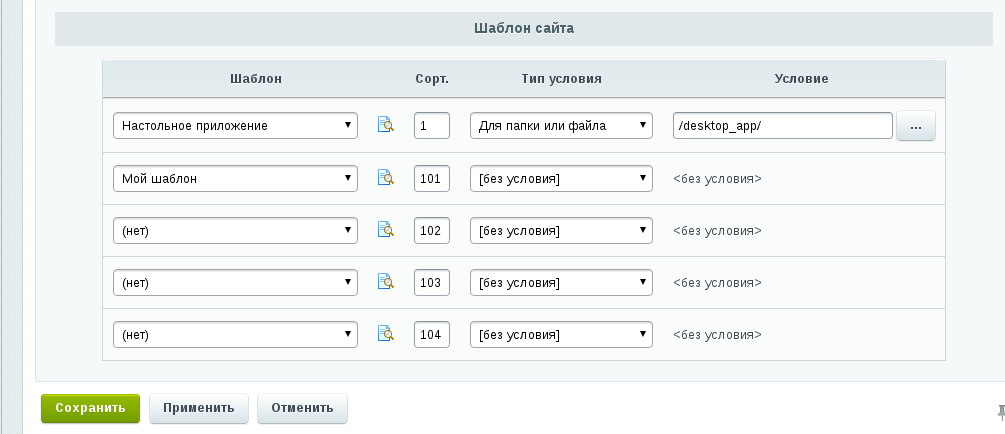 Шаблон сайта
Шаблон Сорт. Тип условия Условие
Настольное приложение 1 Для папки или файла /desktop_app/ ...
Мой шаблон 101 [без условия] <без условия>
(нет) 102 [без условия] <без условия>
(нет) 103 [без условия] <без условия>
(нет) 104 [без условия] <без условия>
Сохранить Применить Отменить